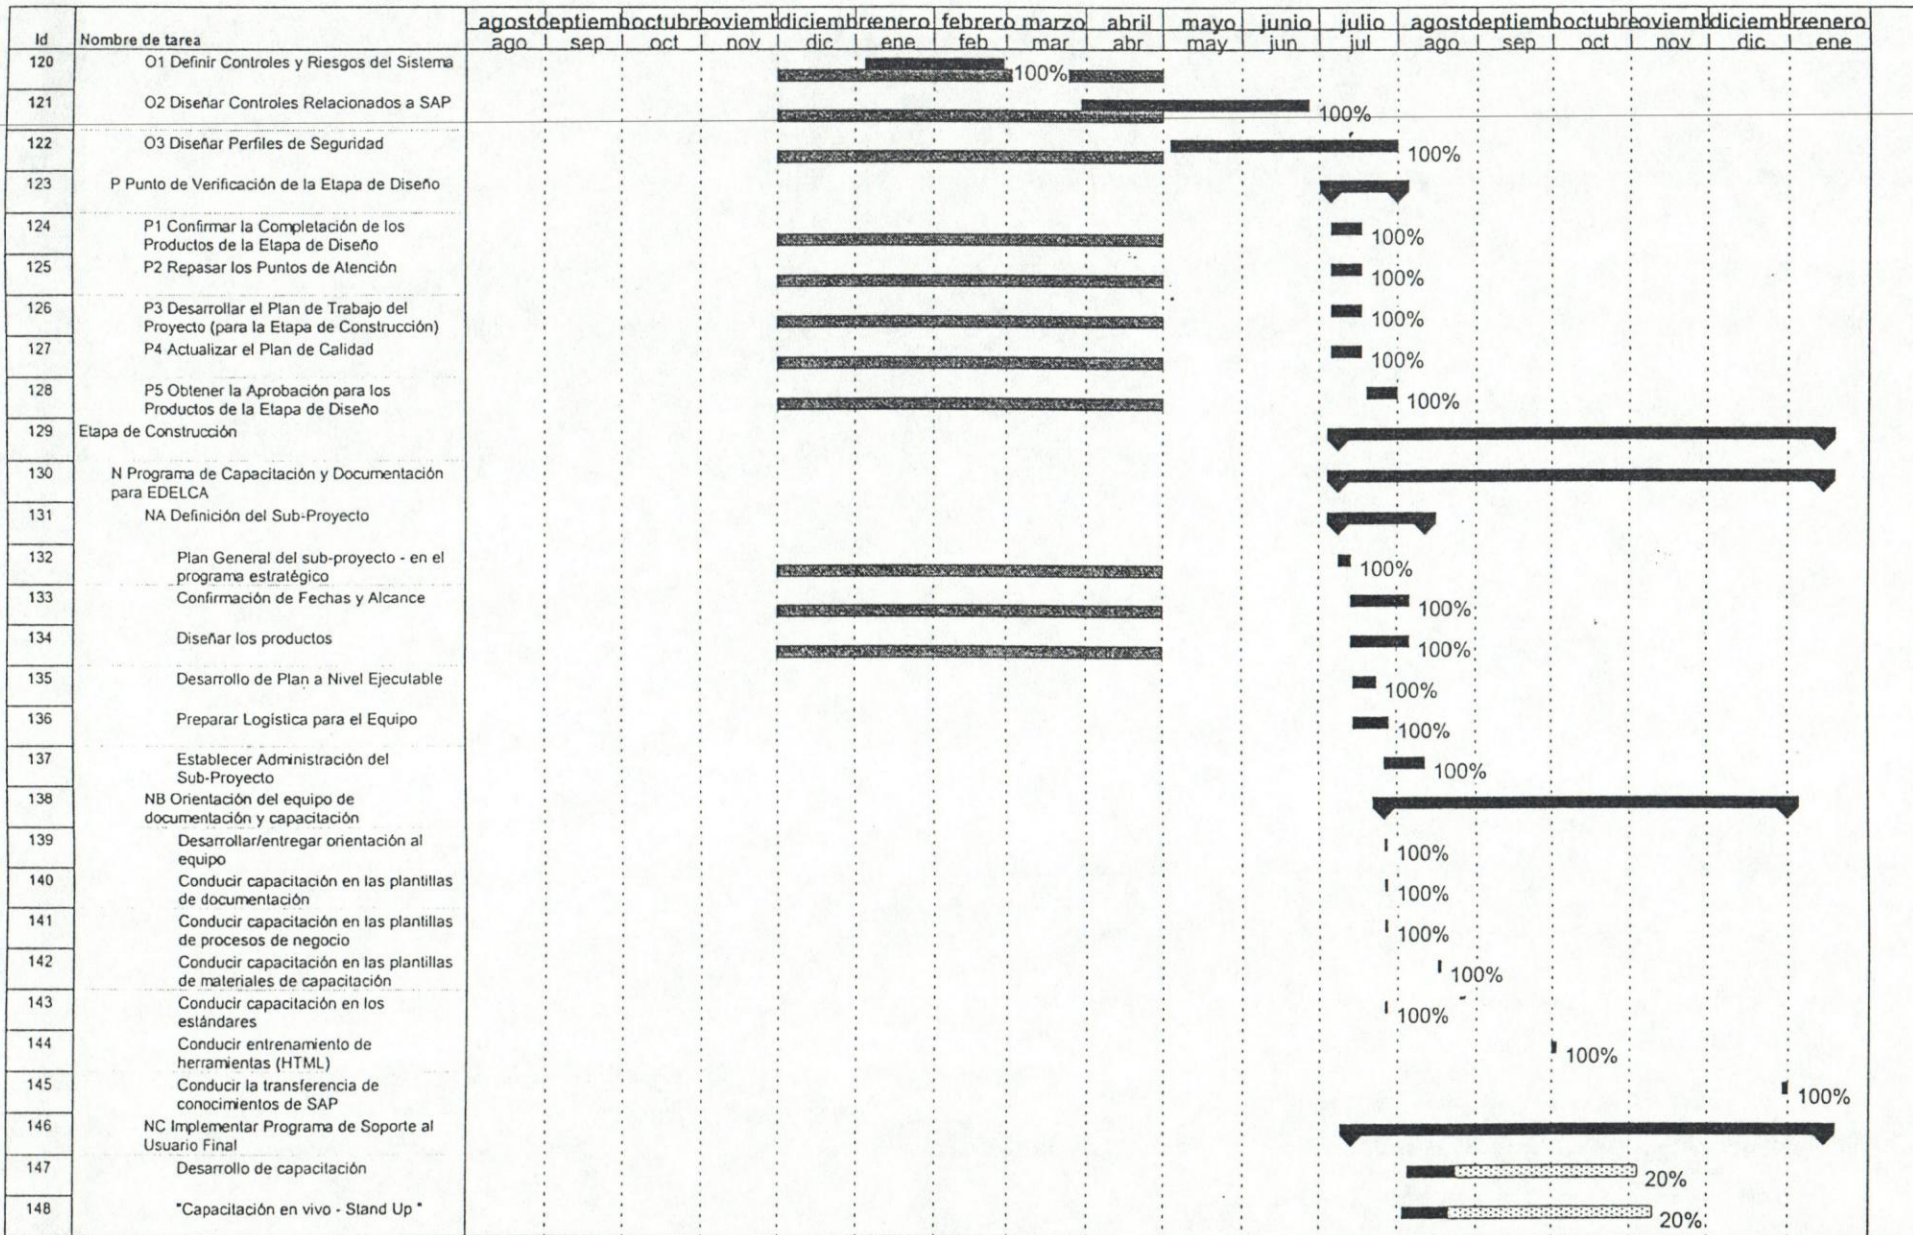 agostoeptiemboctubreoviembdiciembreenero febrero marzo abril mayo junio julio agostoeptiemboctubreoviembdiciembreenero
Id Nombre de tarea ago sep oct nov dic ene feb mar abr may jun jul ago sep oct nov dic ene
120 O1 Definir Controles y Riesgos del Sistema 100%
121 O2 Diseñar Controles Relacionados a SAP 100%
122 O3 Diseñar Perfiles de Seguridad 100%
123 P Punto de Verificación de la Etapa de Diseño
124 P1 Confirmar la Completación de los
Productos de la Etapa de Diseño 100%
125 P2 Repasar los Puntos de Atención 100%
126 P3 Desarrollar el Plan de Trabajo del
Proyecto (para la Etapa de Construcción) 100%
127 P4 Actualizar el Plan de Calidad 100%
128 P5 Obtener la Aprobación para los
Productos de la Etapa de Diseño 100%
129 Etapa de Construcción
130 N Programa de Capacitación y Documentación
para EDELCA
131 NA Definición del Sub-Proyecto
132 Plan General del sub-proyecto - en el
programa estratégico 100%
133 Confirmación de Fechas y Alcance 100%
134 Diseñar los productos 100%
135 Desarrollo de Plan a Nivel Ejecutable 100%
136 Preparar Logística para el Equipo 100%
137 Establecer Administración del
Sub-Proyecto 100%
138 NB Orientación del equipo de
documentación y capacitación
139 Desarrollar/entregar orientación al
equipo 100%
140 Conducir capacitación en las plantillas
de documentación 100%
141 Conducir capacitación en las plantillas
de procesos de negocio 100%
142 Conducir capacitación en las plantillas
de materiales de capacitación 100%
143 Conducir capacitación en los
estándares 100%
144 Conducir entrenamiento de
herramientas (HTML) 100%
145 Conducir la transferencia de
conocimientos de SAP 100%
146 NC Implementar Programa de Soporte al
Usuario Final
147 Desarrollo de capacitación 20%
148 "Capacitación en vivo - Stand Up " 20%